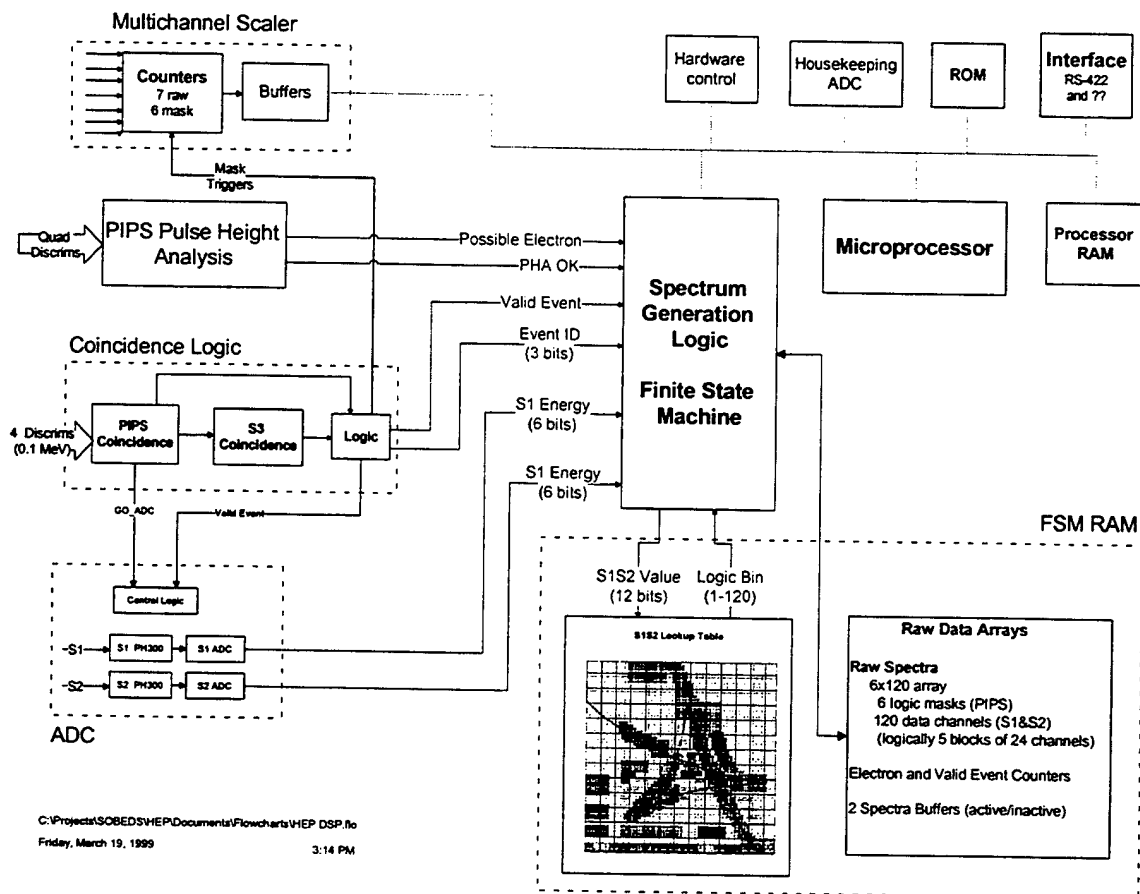 Multichannel Scaler
Counters
7 raw
6 mask
Buffers
Hardware
control
Housekeeping
ADC
ROM
Interface
RS-422
and ??
Mask
Triggers
Quad
Discrims
PIPS Pulse Height
Analysis
Possible Electron
PHA OK
Valid Event
Event ID
(3 bits)
S1 Energy
(6 bits)
S1 Energy
(6 bits)
Spectrum
Generation
Logic
Finite State
Machine
Microprocessor
Processor
RAM
Coincidence Logic
4 Discrims
(0.1 MeV)
PIPS
Coincidence
S3
Coincidence
Logic
GO_ADC
Valid Event
Control Logic
S1
S1 PH300
S1 ADC
S2
S2 PH300
S2 ADC
ADC
FSM RAM
S1S2 Value
(12 bits)
Logic Bin
(1-120)
S1S2 Lookup Table
Raw Data Arrays
Raw Spectra
6x120 array
6 logic masks (PIPS)
120 data channels (S1&S2)
(logically 5 blocks of 24 channels)
Electron and Valid Event Counters
2 Spectra Buffers (active/inactive)
C:\Projects\SOBEDS\HEP\Documents\Flowcharts\HEP DSP.flo
Friday, March 19, 1999
3:14 PM